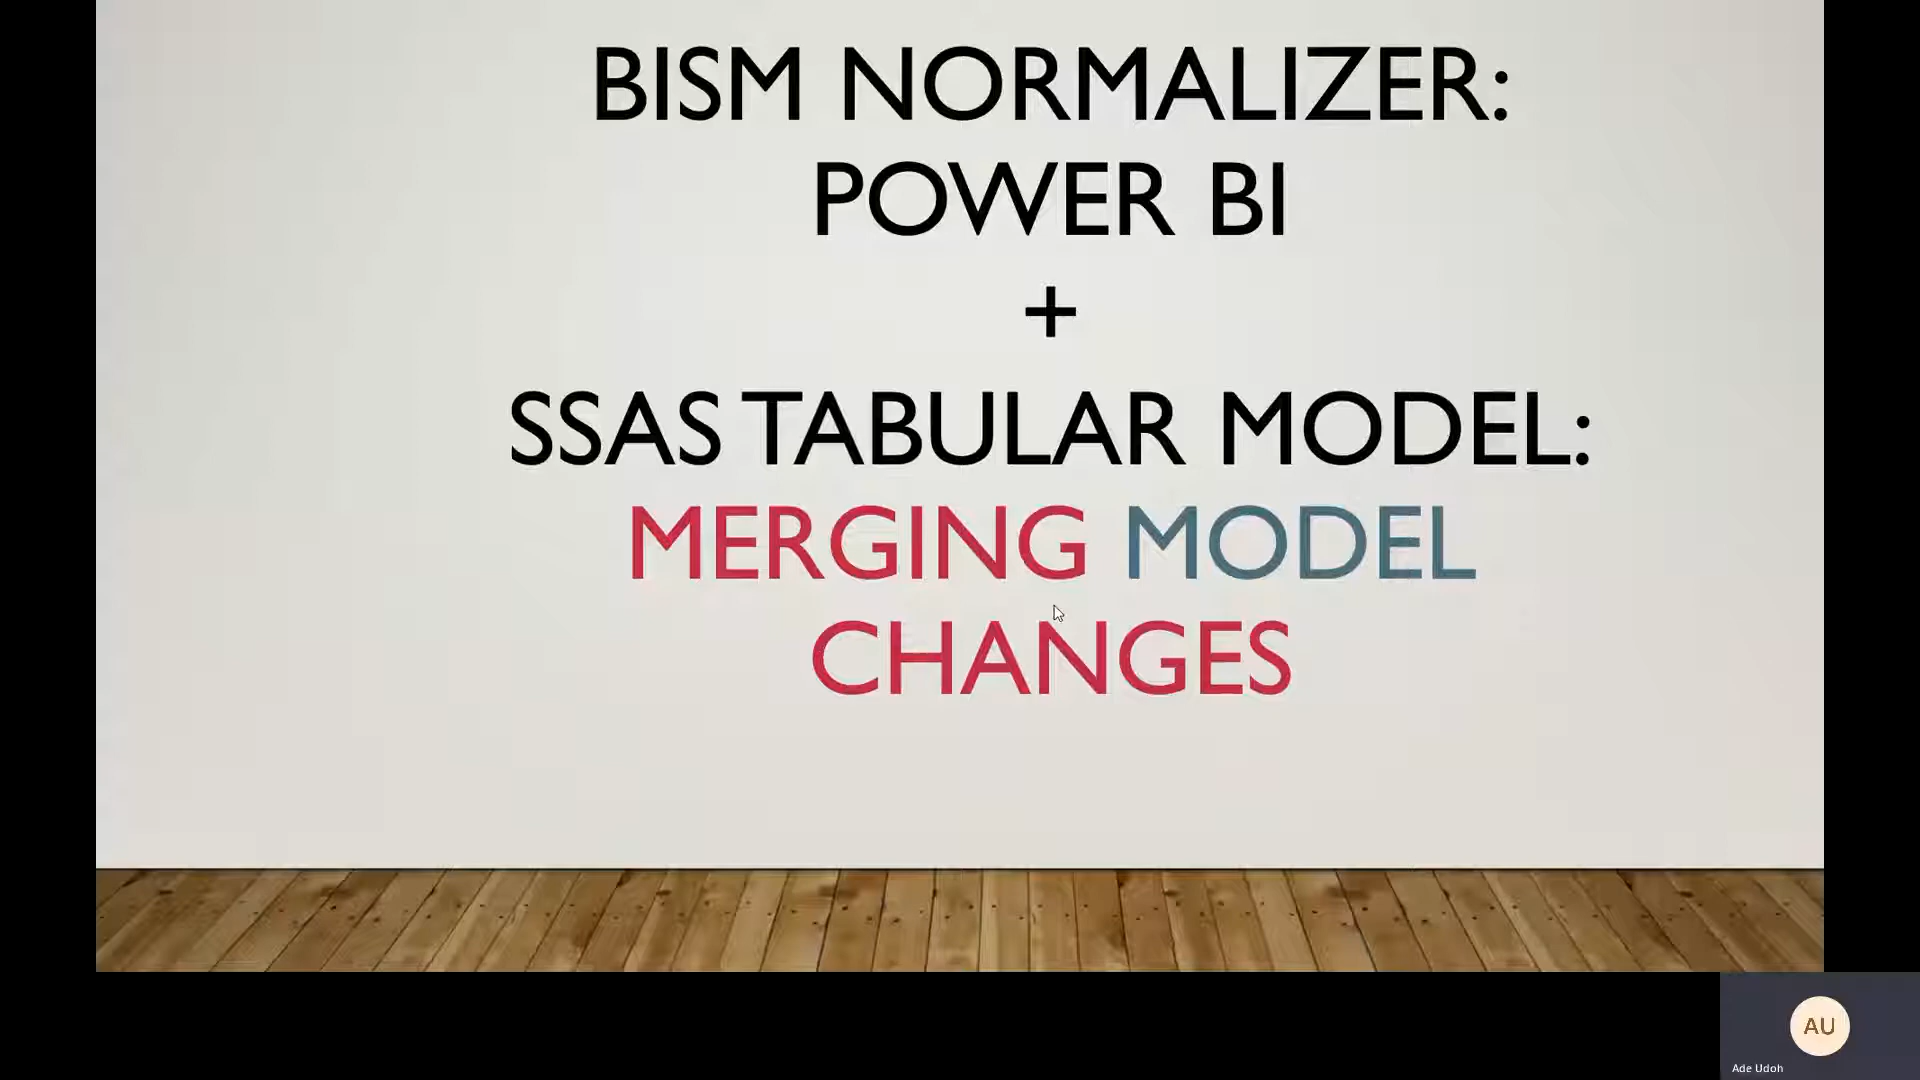 BISM NORMALIZER:
POWER BI
+
SSAS TABULAR MODEL:
MERGING MODEL
CHANGES
AU
Ade Udoh